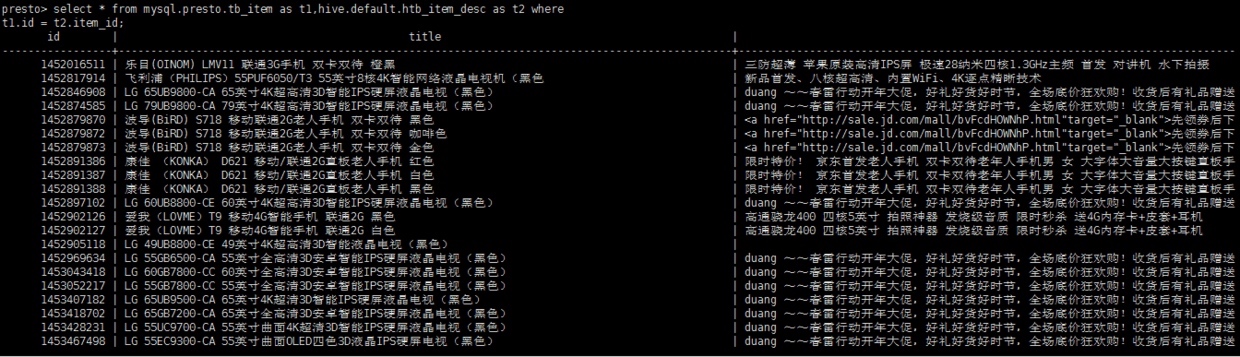 presto> select * from mysql.presto.tb_item as t1,hive.default.htb_item_desc as t2 where
t1.id = t2.item_id;
id | title |
1452016511 | 乐目(OINOM) LMV11 联通3G手机 双卡双待 橙黑 | 三防超薄 苹果原装高清IPS屏 极速28纳米四核1.3GHz主频 首发 对讲机 水下拍摄
1452817914 | 飞利浦（PHILIPS）55PUF6050/T3 55英寸8核4K智能网络液晶电视机（黑色 | 新品首发、八核超高清、内置WiFi、4K逐点精晰技术
1452846908 | LG 65UB9800-CA 65英寸4K超高清3D智能IPS硬屏液晶电视（黑色） | duang ～～春雷行动开年大促，好礼好货好时节，全场底价狂欢购！收货后有礼品赠送
1452874585 | LG 79UB9800-CA 79英寸4K超高清3D智能IPS硬屏液晶电视（黑色） | duang ～～春雷行动开年大促，好礼好货好时节，全场底价狂欢购！收货后有礼品赠送
1452879870 | 波导(BiRD) S718 移动联通2G老人手机 双卡双待 黑色 | <a href="http://sale.jd.com/mall/bvFcdHOWNhP.html"target="_blank">先领券后下
1452879872 | 波导(BiRD) S718 移动联通2G老人手机 双卡双待 咖啡色 | <a href="http://sale.jd.com/mall/bvFcdHOWNhP.html"target="_blank">先领券后下
1452879873 | 波导(BiRD) S718 移动联通2G老人手机 双卡双待 金色 | <a href="http://sale.jd.com/mall/bvFcdHOWNhP.html"target="_blank">先领券后下
1452891386 | 康佳 （KONKA） D621 移动/联通2G直板老人手机 红色 | 限时特价！ 京东首发老人手机 双卡双待老年人手机男 女 大字体大音量大按键直板手
1452891387 | 康佳 （KONKA） D621 移动/联通2G直板老人手机 白色 | 限时特价！ 京东首发老人手机 双卡双待老年人手机男 女 大字体大音量大按键直板手
1452891388 | 康佳 （KONKA） D621 移动/联通2G直板老人手机 黑色 | 限时特价！ 京东首发老人手机 双卡双待老年人手机男 女 大字体大音量大按键直板手
1452897102 | LG 60UB8800-CE 60英寸4K超高清3D智能IPS硬屏液晶电视（黑色） | duang ～～春雷行动开年大促，好礼好货好时节，全场底价狂欢购！收货后有礼品赠送
1452902126 | 爱我（LOVME）T9 移动4G智能手机 联通2G 黑色 | 高通骁龙400 四核5英寸 拍照神器 发烧级音质 限时秒杀 送4G内存卡+皮套+耳机
1452902127 | 爱我（LOVME）T9 移动4G智能手机 联通2G 白色 | 高通骁龙400 四核5英寸 拍照神器 发烧级音质 限时秒杀 送4G内存卡+皮套+耳机
1452905118 | LG 49UB8800-CE 49英寸4K超高清3D智能液晶电视（黑色） |
1452969634 | LG 55GB6500-CA 55英寸全高清3D安卓智能IPS硬屏液晶电视（黑色） | duang ～～春雷行动开年大促，好礼好货好时节，全场底价狂欢购！收货后有礼品赠送
1453043418 | LG 60GB7800-CC 60英寸全高清3D安卓智能IPS硬屏液晶电视（黑色） | duang ～～春雷行动开年大促，好礼好货好时节，全场底价狂欢购！收货后有礼品赠送
1453052217 | LG 55GB7800-CC 55英寸全高清3D安卓智能IPS硬屏液晶电视（黑色） | duang ～～春雷行动开年大促，好礼好货好时节，全场底价狂欢购！收货后有礼品赠送
1453407182 | LG 65UB9500-CA 65英寸4K超高清3D智能IPS硬屏液晶电视（黑色） | duang ～～春雷行动开年大促，好礼好货好时节，全场底价狂欢购！收货后有礼品赠送
1453418702 | LG 65GB7200-CA 65英寸全高清3D安卓智能IPS硬屏液晶电视（黑色） | duang ～～春雷行动开年大促，好礼好货好时节，全场底价狂欢购！收货后有礼品赠送
1453428231 | LG 55UC9700-CA 55英寸曲面4K超清3D智能IPS硬屏液晶电视（黑色） | duang ～～春雷行动开年大促，好礼好货好时节，全场底价狂欢购！收货后有礼品赠送
1453467498 | LG 55EC9300-CA 55英寸曲面OLED四色3D液晶IPS硬屏电视（黑色） | duang ～～春雷行动开年大促，好礼好货好时节，全场底价狂欢购！收货后有礼品赠送